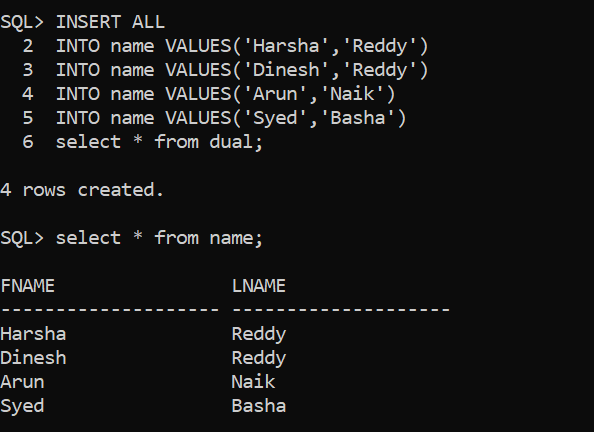 SQL> INSERT ALL
  2  INTO name VALUES('Harsha','Reddy')
  3  INTO name VALUES('Dinesh','Reddy')
  4  INTO name VALUES('Arun','Naik')
  5  INTO name VALUES('Syed','Basha')
  6  select * from dual;
4 rows created.
SQL> select * from name;
FNAME                LNAME
-------------------- --------------------
Harsha               Reddy
Dinesh               Reddy
Arun                 Naik
Syed                 Basha